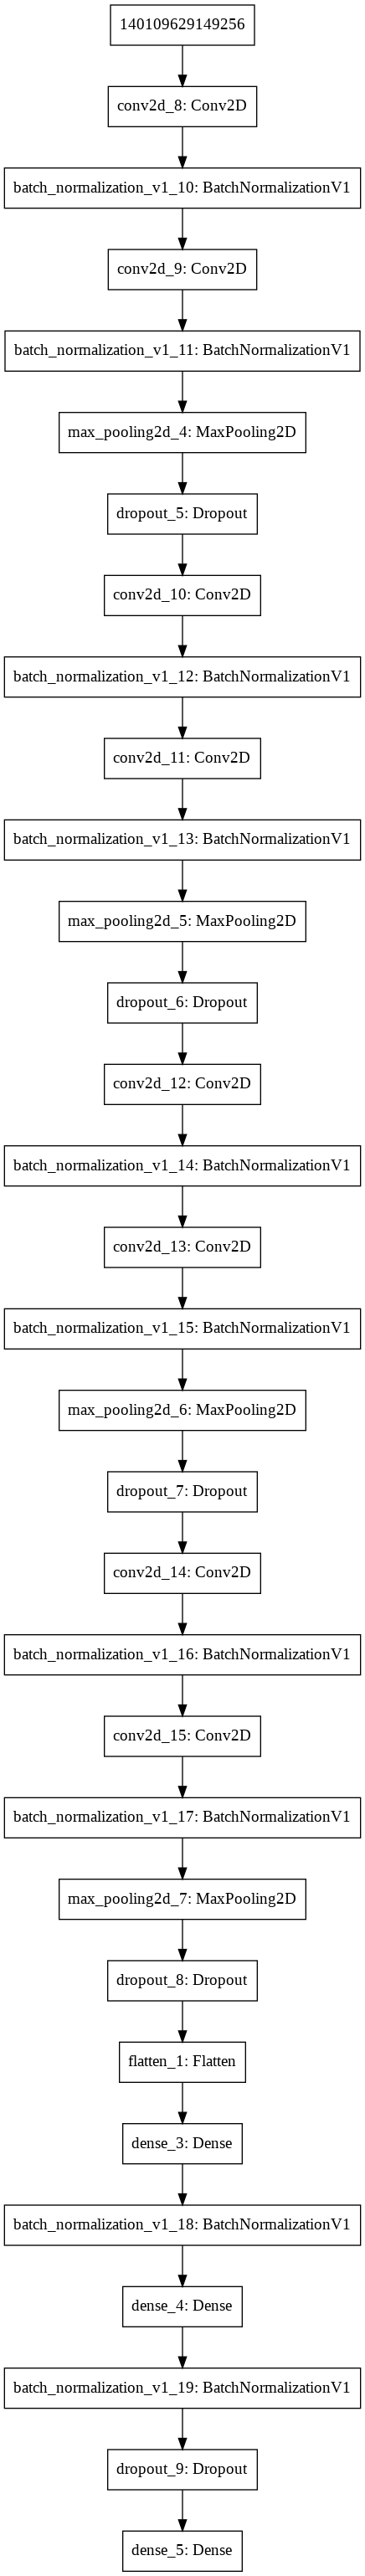 140109629149256
conv2d_8: Conv2D
batch_normalization_v1_10: BatchNormalizationV1
conv2d_9: Conv2D
batch_normalization_v1_11: BatchNormalizationV1
max_pooling2d_4: MaxPooling2D
dropout_5: Dropout
conv2d_10: Conv2D
batch_normalization_v1_12: BatchNormalizationV1
conv2d_11: Conv2D
batch_normalization_v1_13: BatchNormalizationV1
max_pooling2d_5: MaxPooling2D
dropout_6: Dropout
conv2d_12: Conv2D
batch_normalization_v1_14: BatchNormalizationV1
conv2d_13: Conv2D
batch_normalization_v1_15: BatchNormalizationV1
max_pooling2d_6: MaxPooling2D
dropout_7: Dropout
conv2d_14: Conv2D
batch_normalization_v1_16: BatchNormalizationV1
conv2d_15: Conv2D
batch_normalization_v1_17: BatchNormalizationV1
max_pooling2d_7: MaxPooling2D
dropout_8: Dropout
flatten_1: Flatten
dense_3: Dense
batch_normalization_v1_18: BatchNormalizationV1
dense_4: Dense
batch_normalization_v1_19: BatchNormalizationV1
dropout_9: Dropout
dense_5: Dense